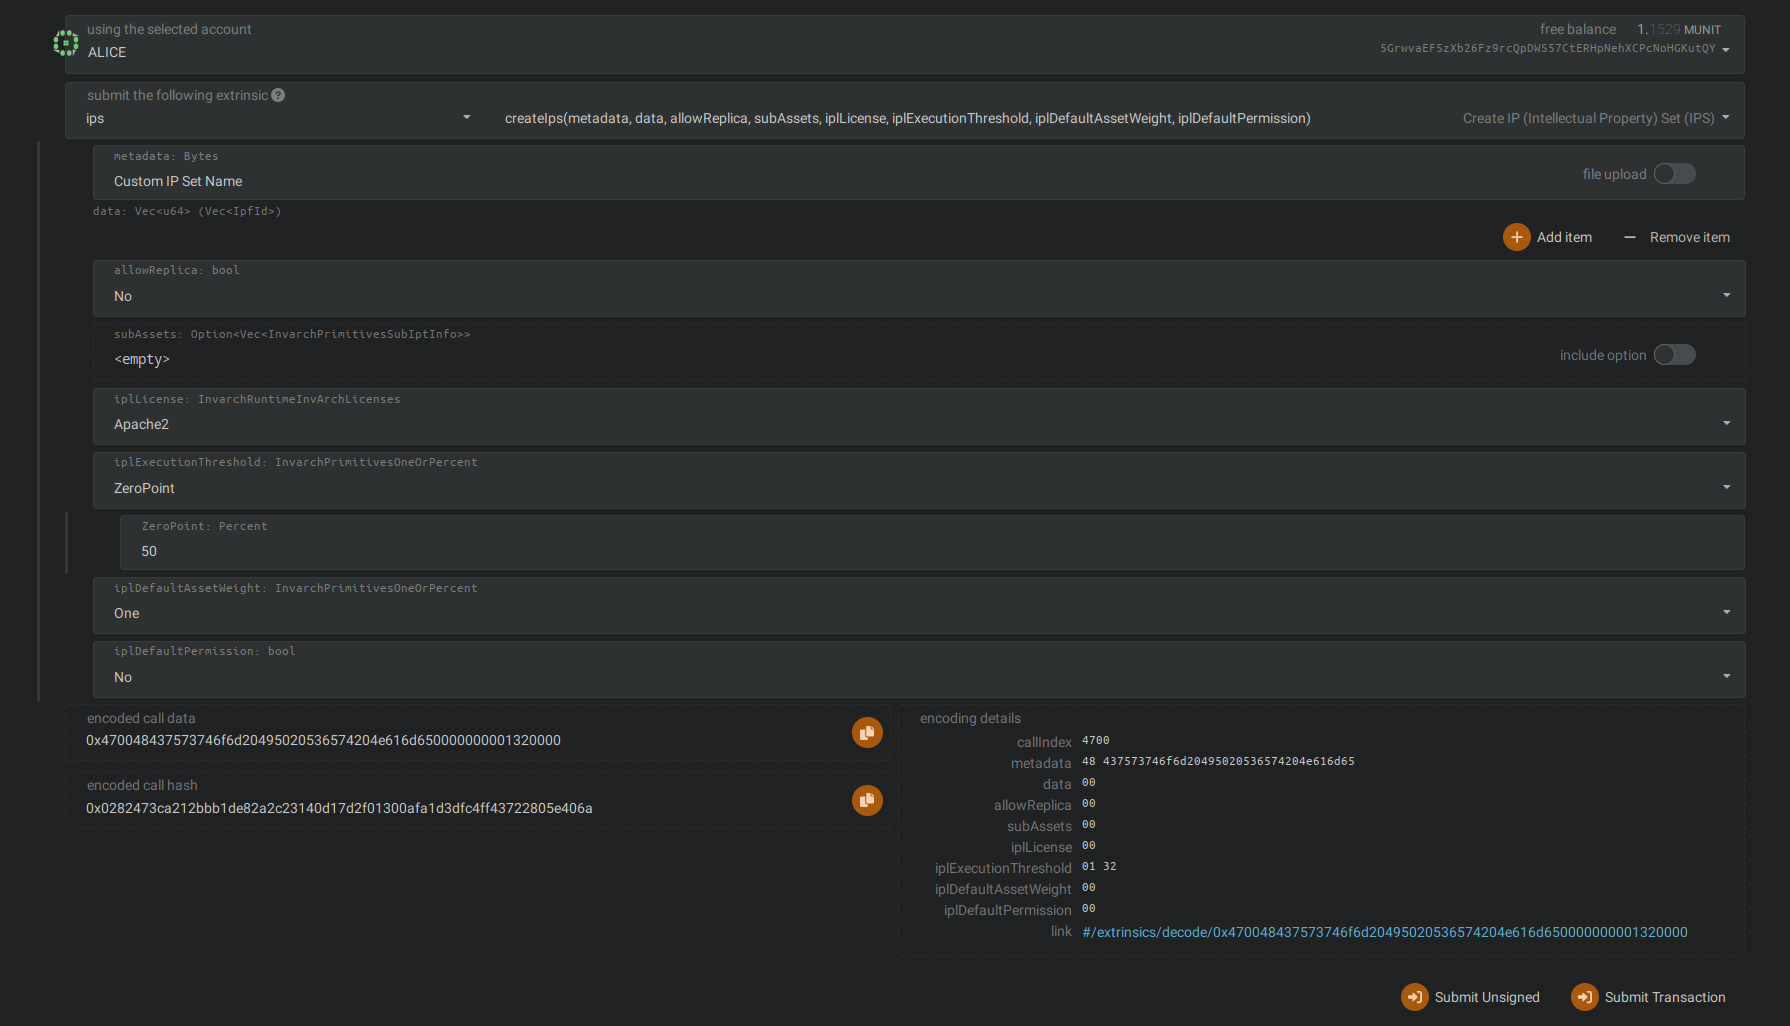 using the selected account
ALICE
free balance 1.1529 MUNIT
5GrwvaEF5zXb26Fz9rcQpDWS57CtERHpNehXCPcNoHGKutQY
submit the following extrinsic ?
ips
createIps(metadata, data, allowReplica, subAssets, iplLicense, iplExecutionThreshold, iplDefaultAssetWeight, iplDefaultPermission)
Create IP (Intellectual Property) Set (IPS)
metadata: Bytes
Custom IP Set Name
file upload
data: Vec<u64> (Vec<IpfId>)
Add item
Remove item
allowReplica: bool
No
subAssets: Option<Vec<InvarchPrimitivesSubIptInfo>>
<empty>
include option
iplLicense: InvarchRuntimeInvArchLicenses
Apache2
iplExecutionThreshold: InvarchPrimitivesOneOrPercent
ZeroPoint
ZeroPoint: Percent
50
iplDefaultAssetWeight: InvarchPrimitivesOneOrPercent
One
iplDefaultPermission: bool
No
encoded call data
0x470048437573746f6d20495020536574204e616d650000000001320000
encoded call hash
0x0282473ca212bbb1de82a2c23140d17d2f01300afa1d3dfc4ff43722805e406a
encoding details
callIndex 4700
metadata 48 437573746f6d20495020536574204e616d65
data 00
allowReplica 00
subAssets 00
iplLicense 00
iplExecutionThreshold 01 32
iplDefaultAssetWeight 00
iplDefaultPermission 00
link #/extrinsics/decode/0x470048437573746f6d20495020536574204e616d650000000001320000
Submit Unsigned
Submit Transaction